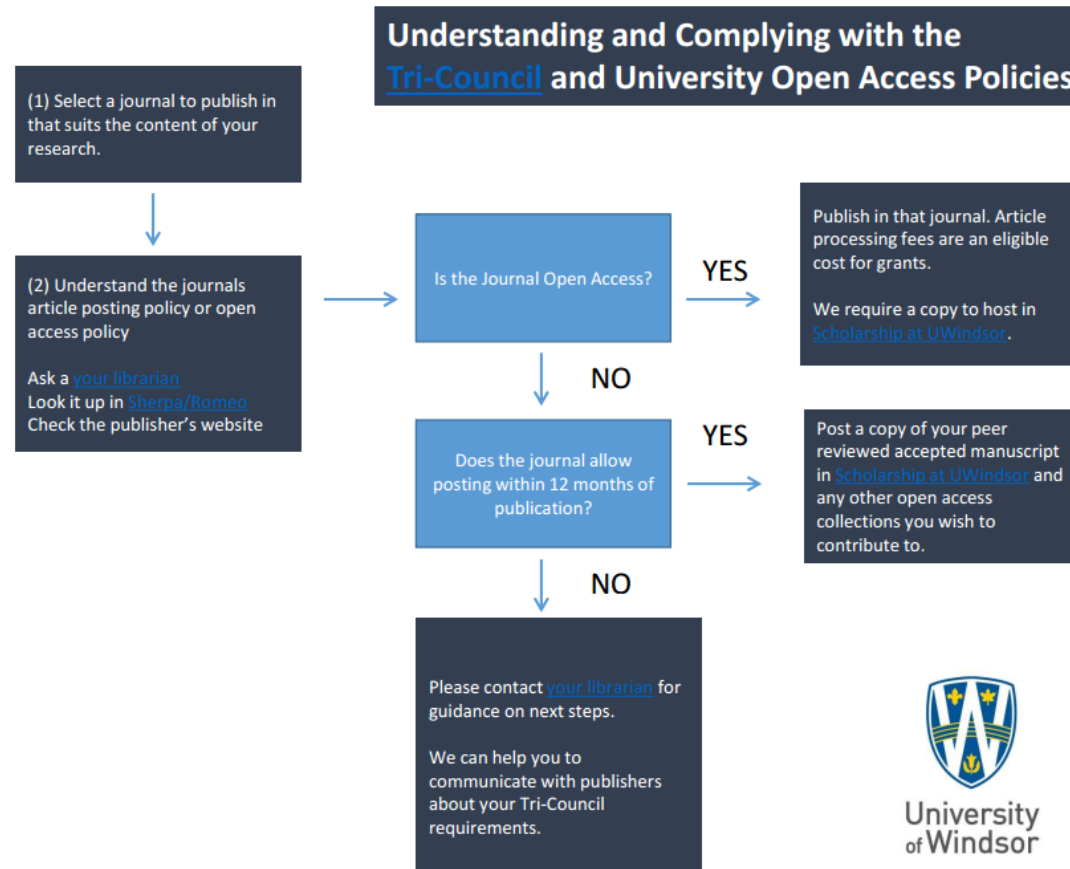 Understanding and Complying with the
Tri-Council and University Open Access Policies
(1) Select a journal to publish in
that suits the content of your
research.
(2) Understand the journals
article posting policy or open
access policy
Ask a your librarian
Look it up in Sherpa/Romeo
Check the publisher's website
Is the Journal Open Access?
YES
Publish in that journal. Article
processing fees are an eligible
cost for grants.
We require a copy to host in
Scholarship at UWindsor.
NO
Does the journal allow
posting within 12 months of
publication?
YES
Post a copy of your peer
reviewed accepted manuscript
in Scholarship at UWindsor and
any other open access
collections you wish to
contribute to.
NO
Please contact your librarian for
guidance on next steps.
We can help you to
communicate with publishers
about your Tri-Council
requirements.
University
of Windsor